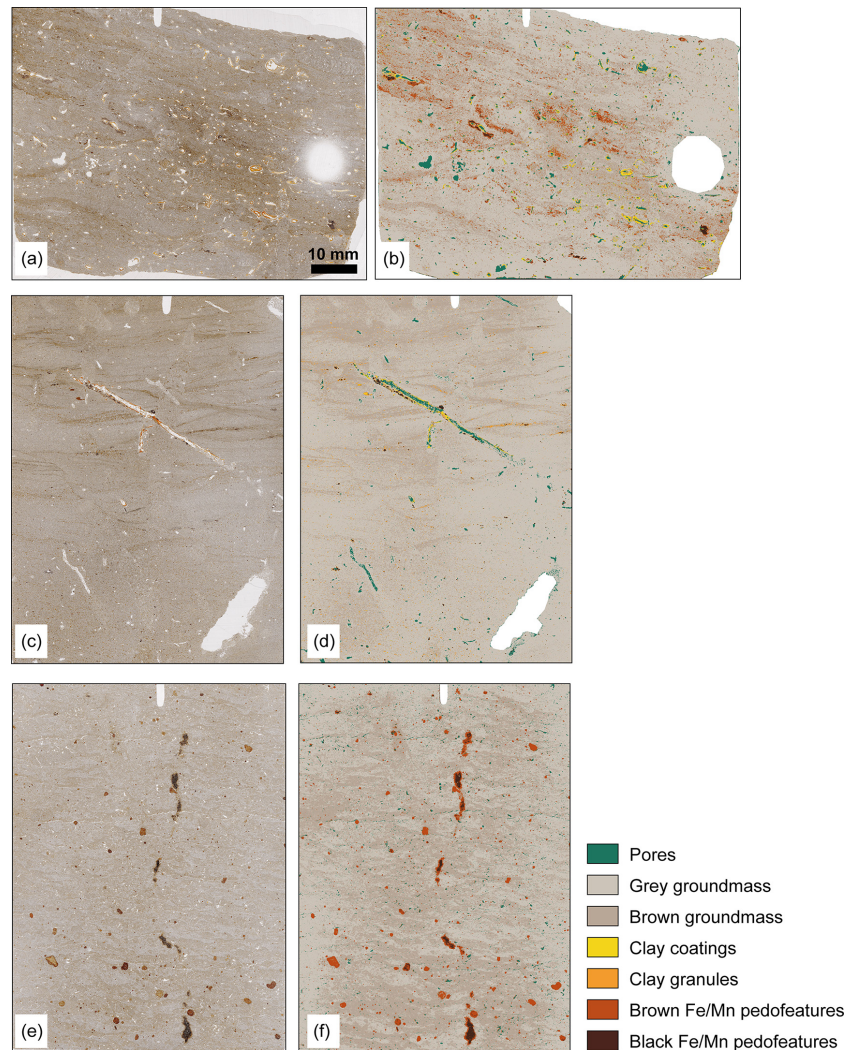 (a)
10 mm
(b)
(c)
(d)
(e)
(f)
Pores
Grey groundmass
Brown groundmass
Clay coatings
Clay granules
Brown Fe/Mn pedofeatures
Black Fe/Mn pedofeatures